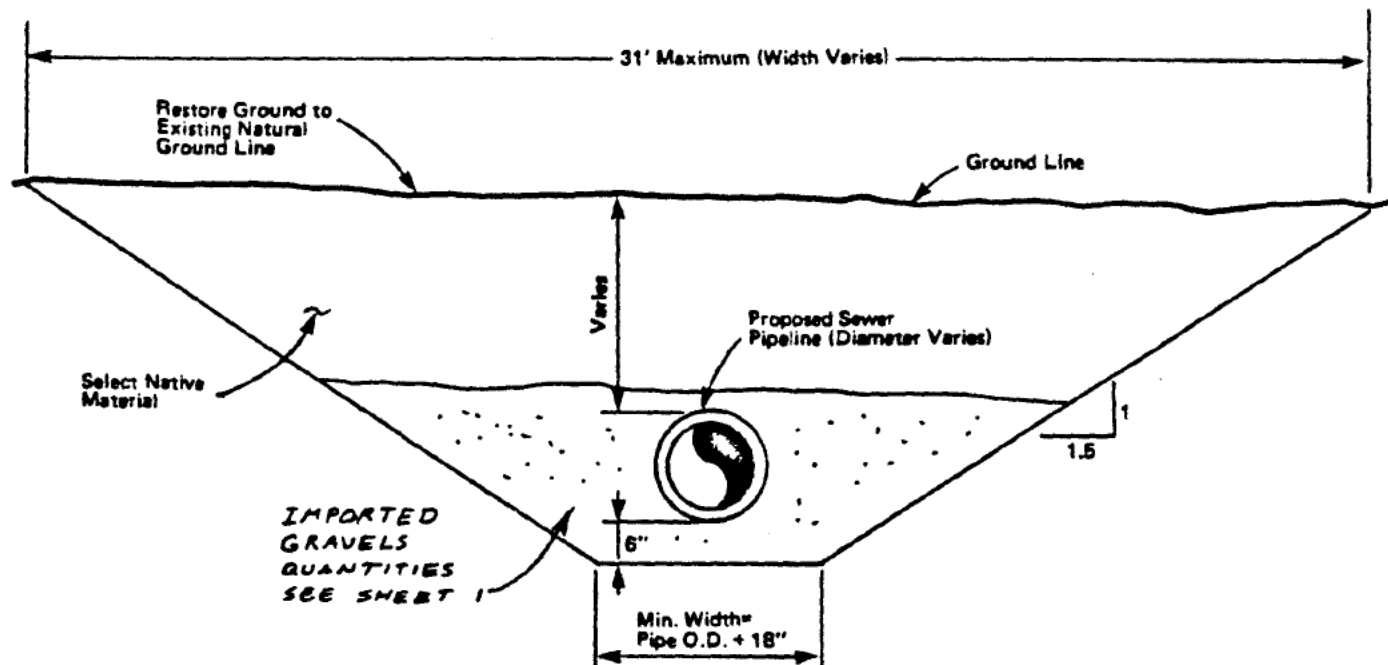 31' Maximum (Width Varies)
Restore Ground to
Existing Natural
Ground Line
Ground Line
Varies
Proposed Sewer
Pipeline (Diameter Varies)
Select Native
Material
1
1.5
IMPORTED
GRAVELS
QUANTITIES
SEE SHEET 1
6"
Min. Width=
Pipe O.D. + 18"